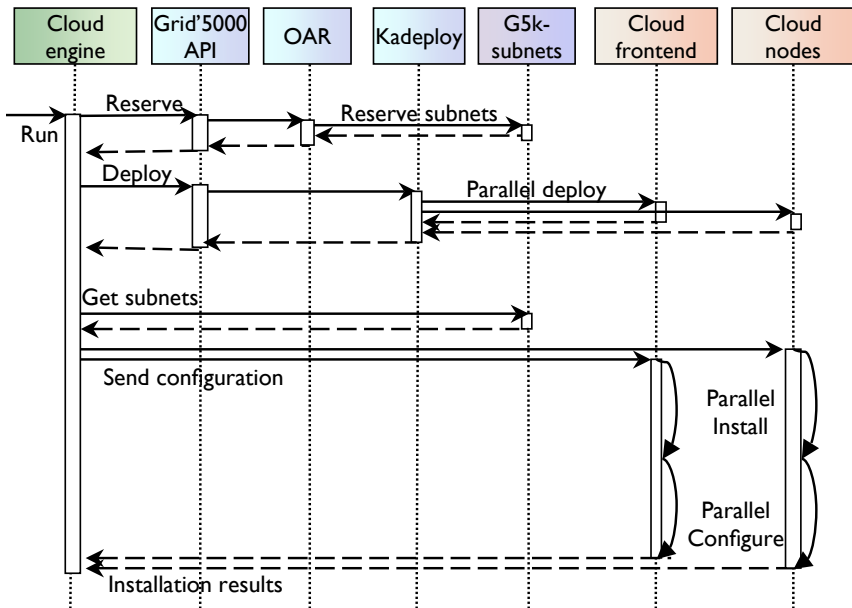 Cloud
engine
Grid'5000
API
OAR
Kadeploy
G5k-
subnets
Cloud
frontend
Cloud
nodes
Reserve
Reserve subnets
Run
Deploy
Parallel deploy
Get subnets
Send configuration
Parallel
Install
Parallel
Configure
Installation results